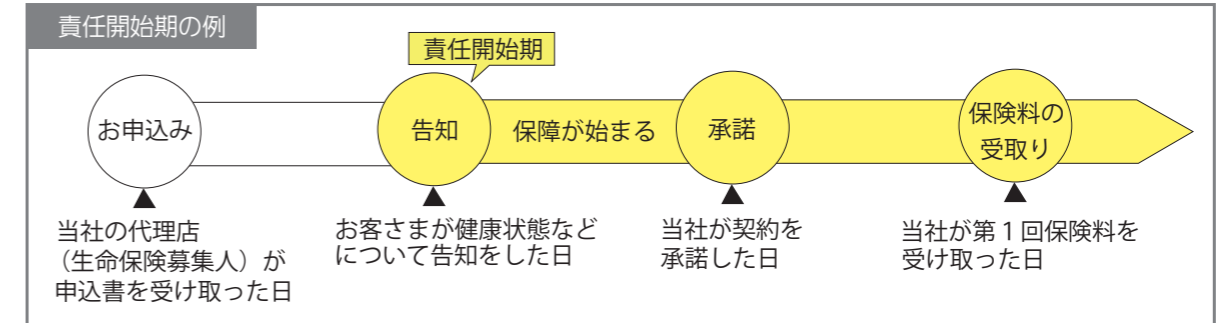 責任開始期の例
責任開始期
お申込み
告知
保障が始まる
承諾
保険料の
受取り
当社の代理店
（生命保険募集人）が
申込書を受け取った日
お客さまが健康状態など
について告知をした日
当社が契約を
承諾した日
当社が第１回保険料を
受け取った日